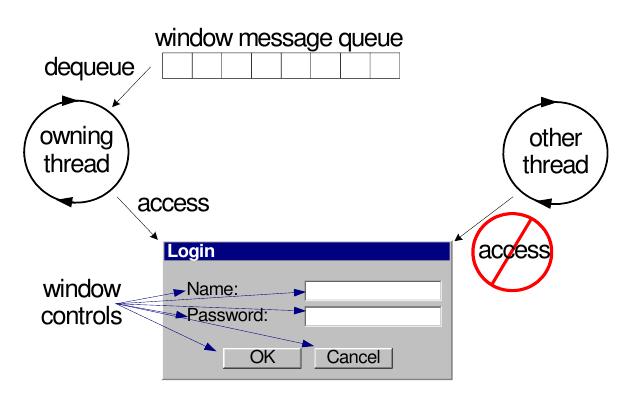 window message queue
dequeue
owning
thread
other
thread
access
access
Login
window
controls
Name:
Password:
OK
Cancel